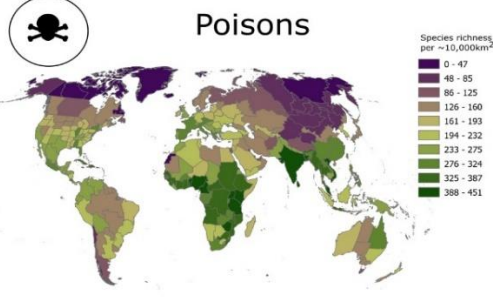 Poisons
Species richness
per ~10,000km²
0 - 47
48 - 85
86 - 125
126 - 160
161 - 193
194 - 232
233 - 275
276 - 324
325 - 387
388 - 451